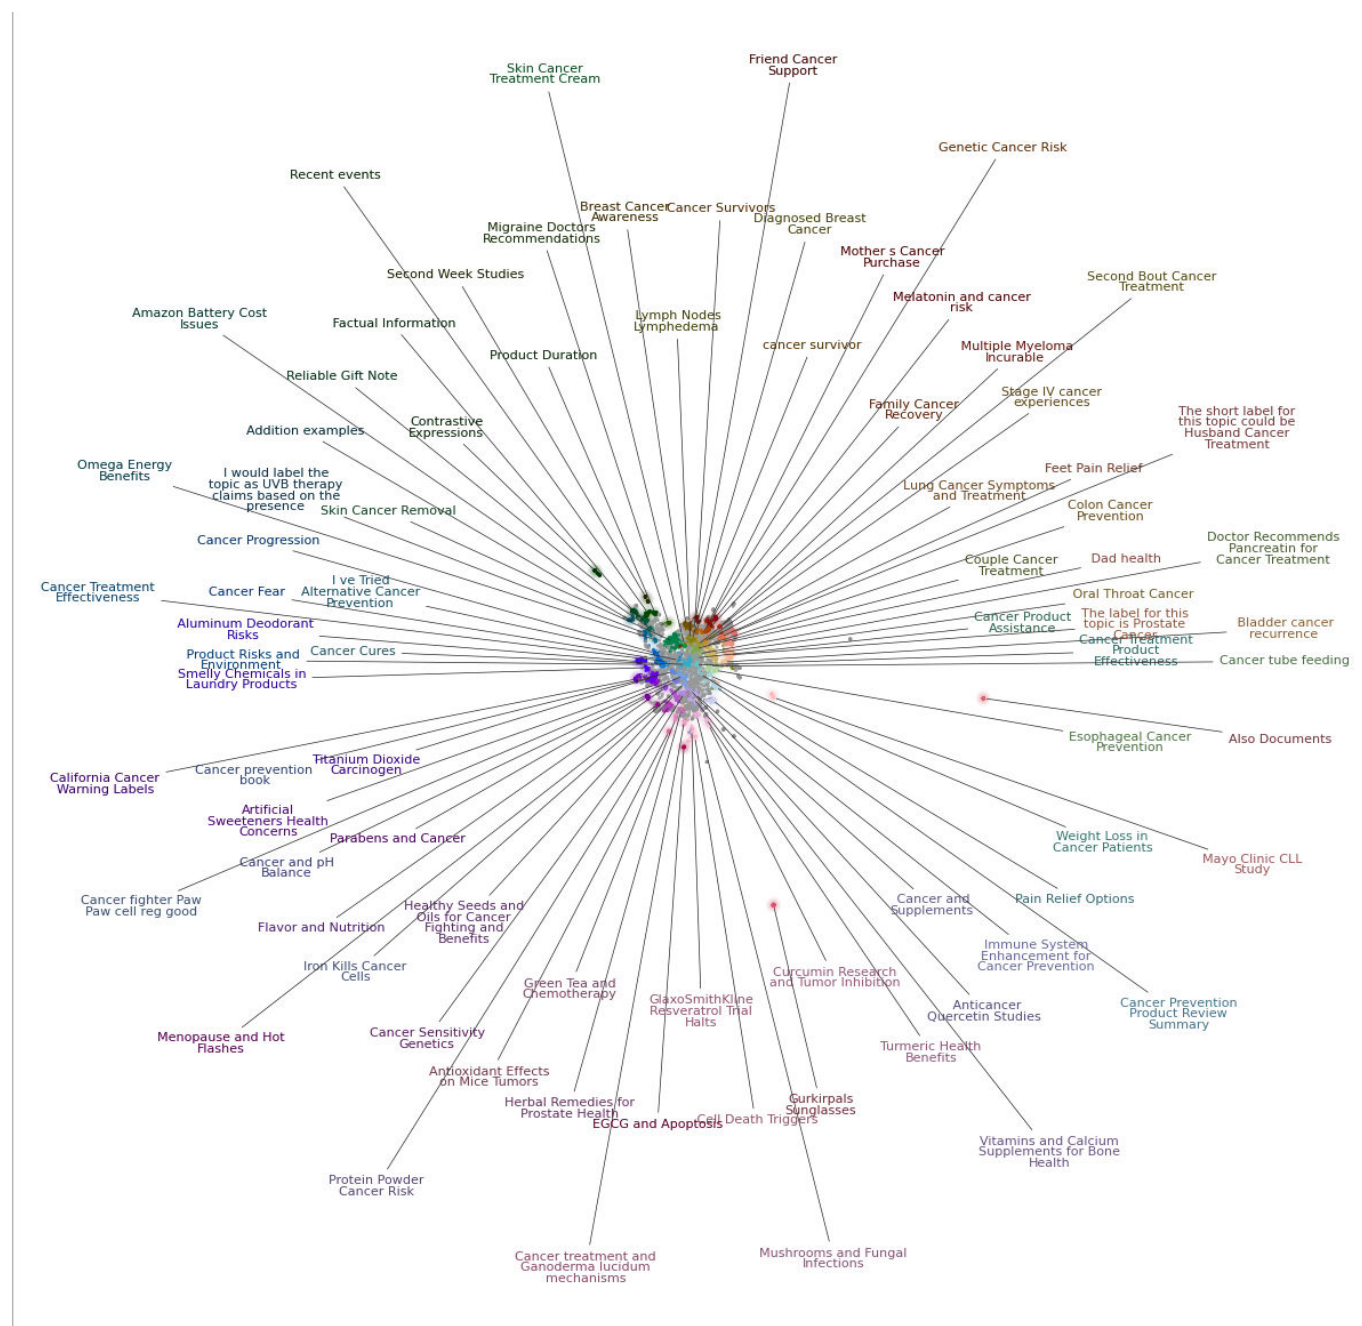 Friend Cancer
Support
Skin Cancer
Treatment Cream
Genetic Cancer Risk
Recent events
Breast Cancer
Awareness
Cancer Survivors
Diagnosed Breast
Cancer
Migraine Doctors
Recommendations
Mother s Cancer
Purchase
Second Week Studies
Second Bout Cancer
Treatment
Melatonin and cancer
risk
Amazon Battery Cost
Issues
Factual Information
Lymph Nodes
Lymphedema
cancer survivor
Multiple Myeloma
Incurable
Product Duration
Reliable Gift Note
Stage IV cancer
experiences
Family Cancer
Recovery
The short label for
this topic could be
Husband Cancer
Treatment
Contrastive
Expressions
Addition examples
Omega Energy
Benefits
I would label the
topic as UVB therapy
claims based on the
presence
Feet Pain Relief
Lung Cancer Symptoms
and Treatment
Skin Cancer Removal
Colon Cancer
Prevention
Cancer Progression
Doctor Recommends
Pancreatin for
Cancer Treatment
Couple Cancer
Treatment
Dad health
Cancer Treatment
Effectiveness
Cancer Fear
I ve Tried
Alternative Cancer
Prevention
Oral Throat Cancer
Aluminum Deodorant
Risks
Cancer Product
Assistance
The label for this
topic is Prostate
Cancer
Bladder cancer
recurrence
Cancer Treatment
Product
Effectiveness
Cancer Cures
Product Risks and
Environment
Cancer tube feeding
Smelly Chemicals in
Laundry Products
Esophageal Cancer
Prevention
Also Documents
Titanium Dioxide
Carcinogen
Cancer prevention
book
California Cancer
Warning Labels
Artificial
Sweeteners Health
Concerns
Parabens and Cancer
Weight Loss in
Cancer Patients
Mayo Clinic CLL
Study
Cancer and pH
Balance
Cancer fighter Paw
Paw cell reg good
Healthy Seeds and
Oils for Cancer
Fighting and
Benefits
Cancer and
Supplements
Pain Relief Options
Flavor and Nutrition
Immune System
Enhancement for
Cancer Prevention
Iron Kills Cancer
Cells
Curcumin Research
and Tumor Inhibition
Green Tea and
Chemotherapy
GlaxoSmithKline
Resveratrol Trial
Halts
Anticancer
Quercetin Studies
Cancer Prevention
Product Review
Summary
Menopause and Hot
Flashes
Cancer Sensitivity
Genetics
Turmeric Health
Benefits
Antioxidant Effects
on Mice Tumors
Herbal Remedies for
Prostate Health
EGCG and Apoptosis
Cell Death Triggers
Gurkirpals
Sunglasses
Vitamins and Calcium
Supplements for Bone
Health
Protein Powder
Cancer Risk
Cancer treatment and
Ganoderma lucidum
mechanisms
Mushrooms and Fungal
Infections